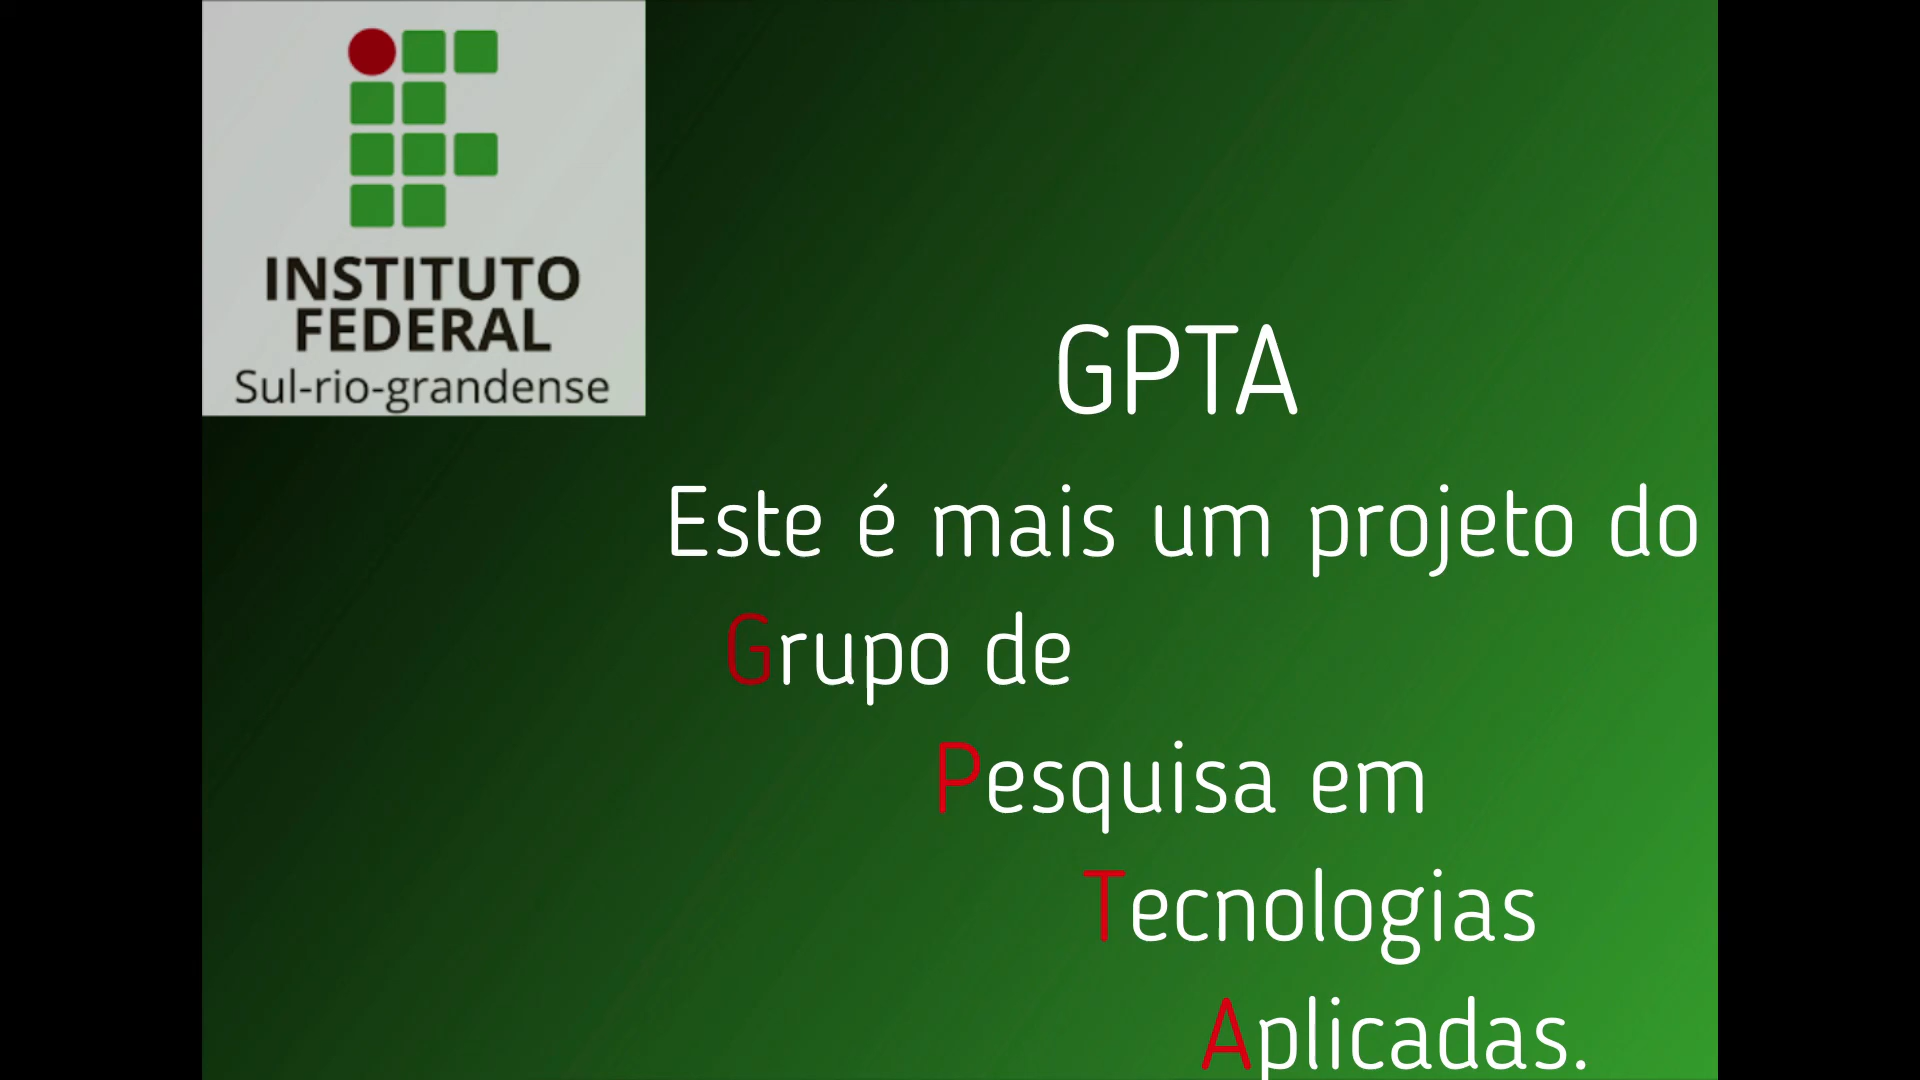 INSTITUTO
FEDERAL
Sul-rio-grandense
GPTA
Este é mais um projeto do
Grupo de
Pesquisa em
Tecnologias
Aplicadas.